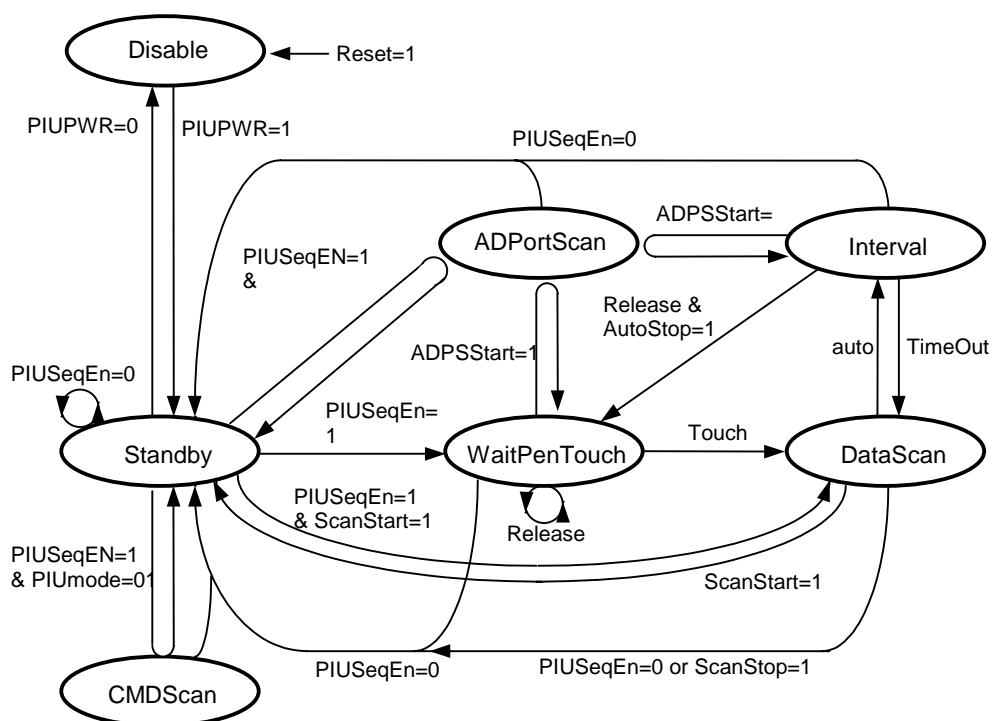 Disable
Reset=1
PIUPWR=0
PIUPWR=1
PIUSeqEn=0
ADPortScan
ADPSStart=
Interval
PIUSeqEN=1
&
Release &
AutoStop=1
ADPSStart=1
auto
TimeOut
PIUSeqEn=0
PIUSeqEn=
1
Touch
Standby
WaitPenTouch
DataScan
PIUSeqEn=1
& ScanStart=1
Release
PIUSeqEN=1
& PIUmode=01
ScanStart=1
PIUSeqEn=0
PIUSeqEn=0 or ScanStop=1
CMDScan